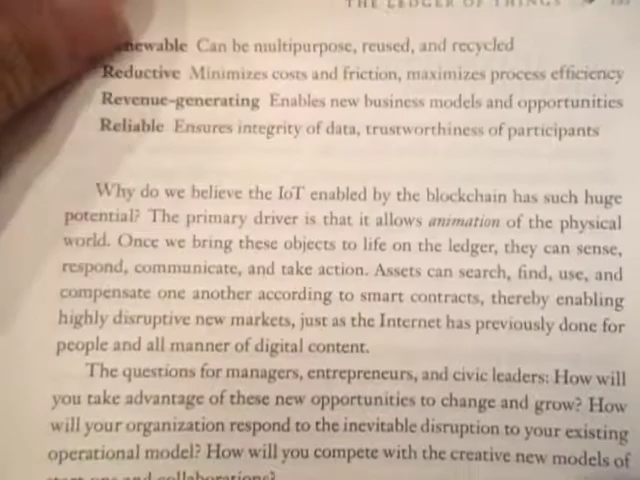 THE LEDGER OF THINGS
Renewable Can be multipurpose, reused, and recycled
Reductive Minimizes costs and friction, maximizes process efficiency
Revenue-generating Enables new business models and opportunities
Reliable Ensures integrity of data, trustworthiness of participants
Why do we believe the IoT enabled by the blockchain has such huge
potential? The primary driver is that it allows animation of the physical
world. Once we bring these objects to life on the ledger, they can sense,
respond, communicate, and take action. Assets can search, find, use, and
compensate one another according to smart contracts, thereby enabling
highly disruptive new markets, just as the Internet has previously done for
people and all manner of digital content.
The questions for managers, entrepreneurs, and civic leaders: How will
you take advantage of these new opportunities to change and grow? How
will your organization respond to the inevitable disruption to your existing
operational model? How will you compete with the creative new models of
start-ups and collaborations?